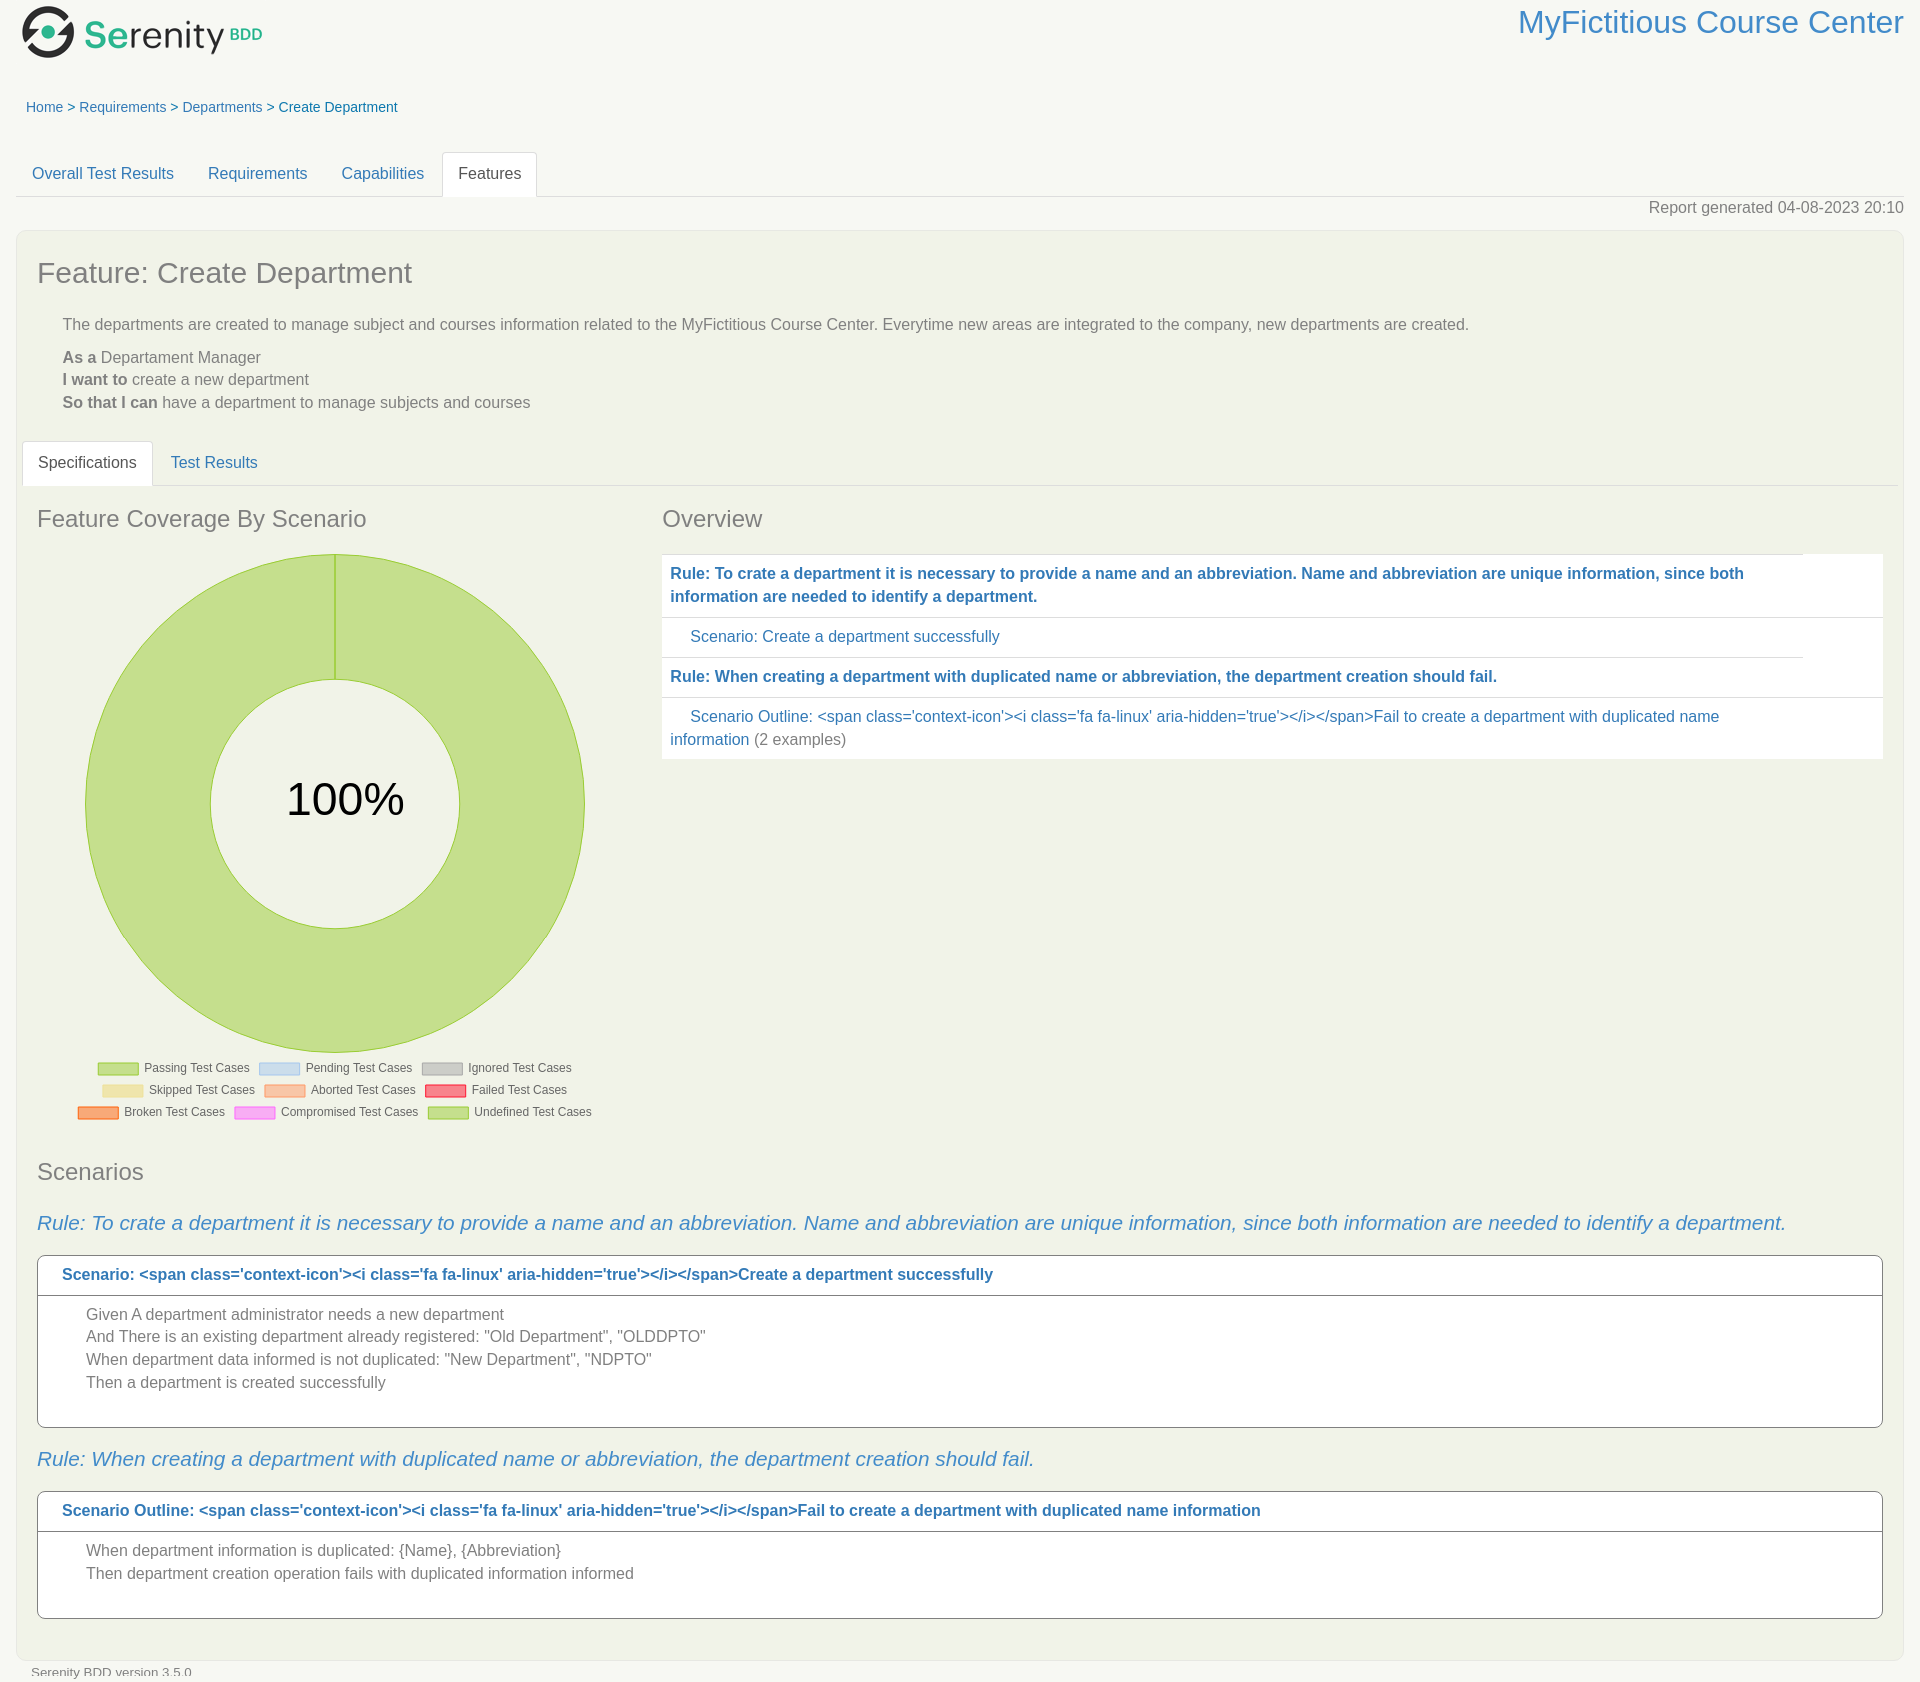 Serenity BDD
MyFictitious Course Center
Home > Requirements > Departments > Create Department
Overall Test Results
Requirements
Capabilities
Features
Report generated 04-08-2023 20:10
Feature: Create Department
The departments are created to manage subject and courses information related to the MyFictitious Course Center. Everytime new areas are integrated to the company, new departments are created.
As a Departament Manager
I want to create a new department
So that I can have a department to manage subjects and courses
Specifications
Test Results
Feature Coverage By Scenario
100%
Passing Test Cases
Pending Test Cases
Ignored Test Cases
Skipped Test Cases
Aborted Test Cases
Failed Test Cases
Broken Test Cases
Compromised Test Cases
Undefined Test Cases
Overview
Rule: To crate a department it is necessary to provide a name and an abbreviation. Name and abbreviation are unique information, since both
information are needed to identify a department.
Scenario: Create a department successfully
Rule: When creating a department with duplicated name or abbreviation, the department creation should fail.
Scenario Outline: <span class='context-icon'><i class='fa fa-linux' aria-hidden='true'></i></span>Fail to create a department with duplicated name
information (2 examples)
Scenarios
Rule: To crate a department it is necessary to provide a name and an abbreviation. Name and abbreviation are unique information, since both information are needed to identify a department.
Scenario: <span class='context-icon'><i class='fa fa-linux' aria-hidden='true'></i></span>Create a department successfully
Given A department administrator needs a new department
And There is an existing department already registered: "Old Department", "OLDDPTO"
When department data informed is not duplicated: "New Department", "NDPTO"
Then a department is created successfully
Rule: When creating a department with duplicated name or abbreviation, the department creation should fail.
Scenario Outline: <span class='context-icon'><i class='fa fa-linux' aria-hidden='true'></i></span>Fail to create a department with duplicated name information
When department information is duplicated: {Name}, {Abbreviation}
Then department creation operation fails with duplicated information informed
Serenity BDD version 3.5.0